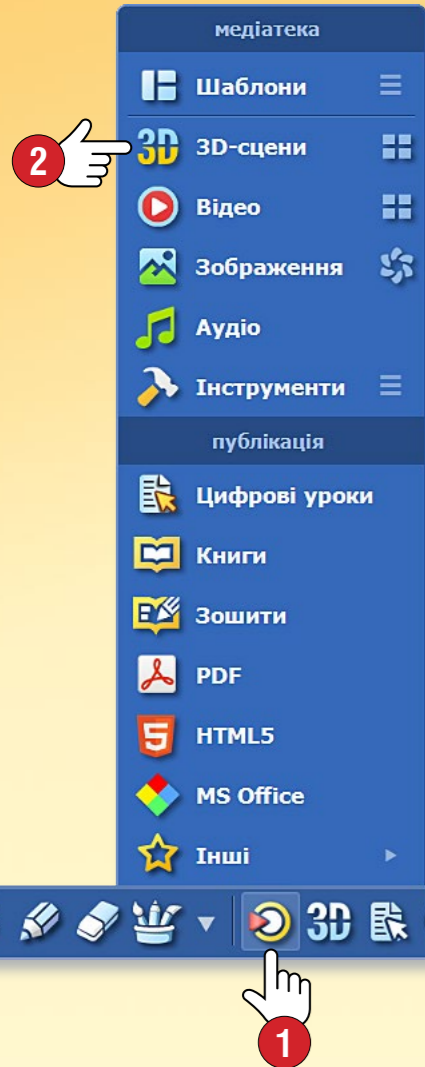 медіатека
Шаблони
2
3D 3D-сцени
Відео
Зображення
Аудіо
Інструменти
публікація
Цифрові уроки
Книги
Зошити
PDF
5 HTML5
MS Office
Інші
3D
1